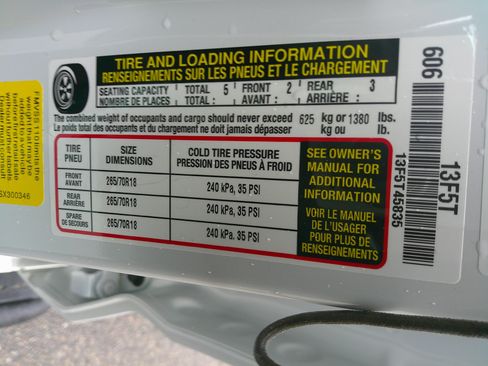 TIRE AND LOADING INFORMATION
RENSEIGNEMENTS SUR LES PNEUS ET LE CHARGEMENT
SEATING CAPACITY TOTAL 5 FRONT 2 REAR 3
NOMBRE DE PLACES: TOTAL: AVANT: ARRIÈRE:
The combined weight of occupants and cargo should never exceed 625 kg or 1380 lbs.
Le poids total des occupants et du chargement ne doit jamais dépasser kg ou lb.
TIRE SIZE COLD TIRE PRESSURE
PNEU DIMENSIONS PRESSION DES PNEUS À FROID
FRONT
AVANT 265/70R18 240 kPa, 35 PSI
REAR
ARRIÈRE 265/70R18 240 kPa, 35 PSI
SPARE
DE SECOURS 265/70R18 240 kPa, 35 PSI
SEE OWNER'S
MANUAL FOR
ADDITIONAL
INFORMATION
VOIR LE MANUEL
DE L'USAGER
POUR PLUS DE
RENSEIGNEMENTS
606
13F5T
13F5T45835
SX300346